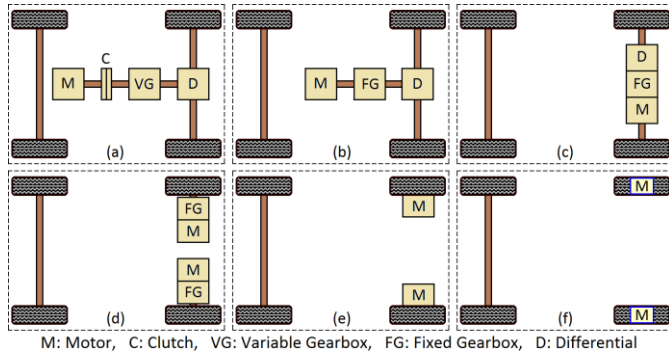 C
M VG D
(a)
M FG D
(b)
D
FG
M
(c)
FG
M
M
FG
(d)
M
M
(e)
M
M
(f)
M: Motor, C: Clutch, VG: Variable Gearbox, FG: Fixed Gearbox, D: Differential